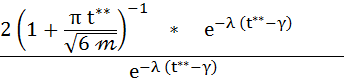 2 (1 + π t** / √6 m)⁻¹ * e^−λ (t**−γ)
e^−λ (t**−γ)